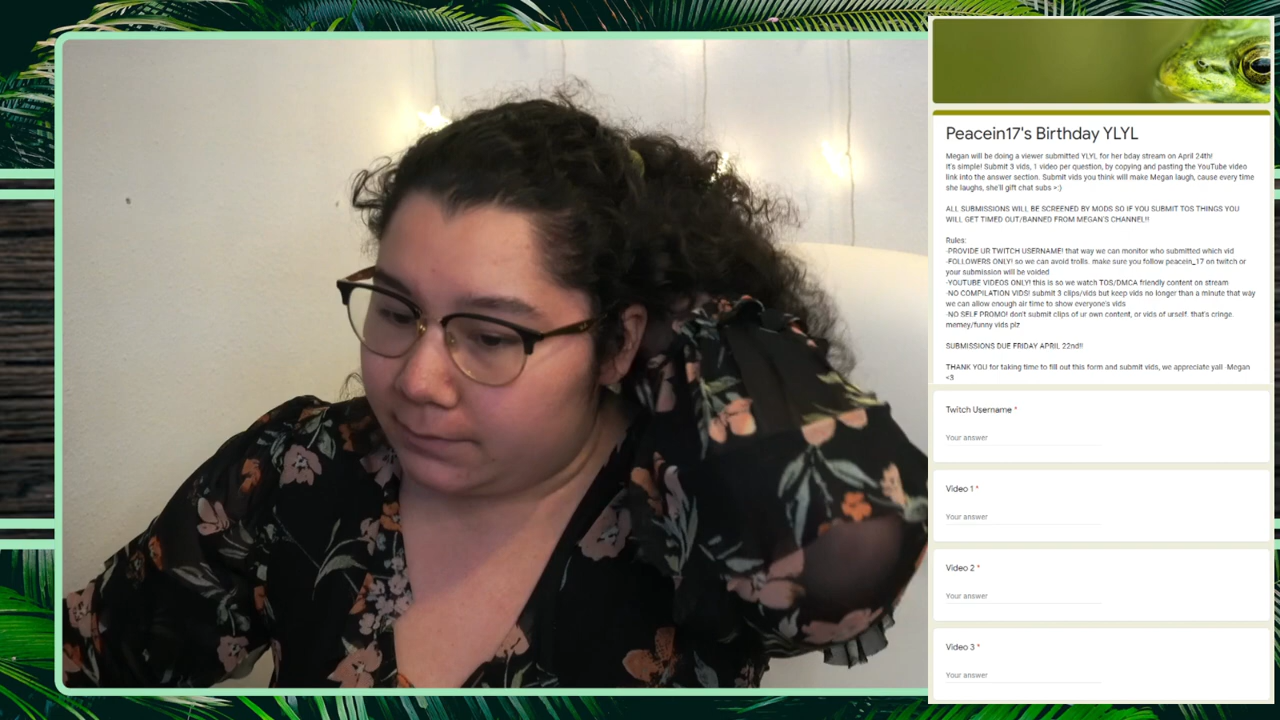 Peacein17's Birthday YLYL
Megan will be doing a viewer submitted YLYL for her bday stream on April 24th!
it's simple! Submit 3 vids, 1 video per question, by copying and pasting the YouTube video
link into the answer section. Submit vids you think will make Megan laugh, cause every time
she laughs, she'll gift chat subs >:)
ALL SUBMISSIONS WILL BE SCREENED BY MODS SO IF YOU SUBMIT TOS THINGS YOU
WILL GET TIMED OUT/BANNED FROM MEGAN'S CHANNEL!!
Rules:
-PROVIDE UR TWITCH USERNAME! that way we can monitor who submitted which vid
-FOLLOWERS ONLY! so we can avoid trolls. make sure you follow peacein_17 on twitch or
your submission will be voided
-YOUTUBE VIDEOS ONLY! this is so we watch TOS/DMCA friendly content on stream
-NO COMPILATION VIDS! submit 3 clips/vids but keep vids no longer than a minute that way
we can allow enough air time to show everyone's vids
-NO SELF PROMO! don't submit clips of ur own content, or vids of urself. that's cringe.
memey/funny vids plz
SUBMISSIONS DUE FRIDAY APRIL 22nd!!
THANK YOU for taking time to fill out this form and submit vids, we appreciate yall -Megan
<3
Twitch Username *
Your answer
Video 1 *
Your answer
Video 2 *
Your answer
Video 3 *
Your answer